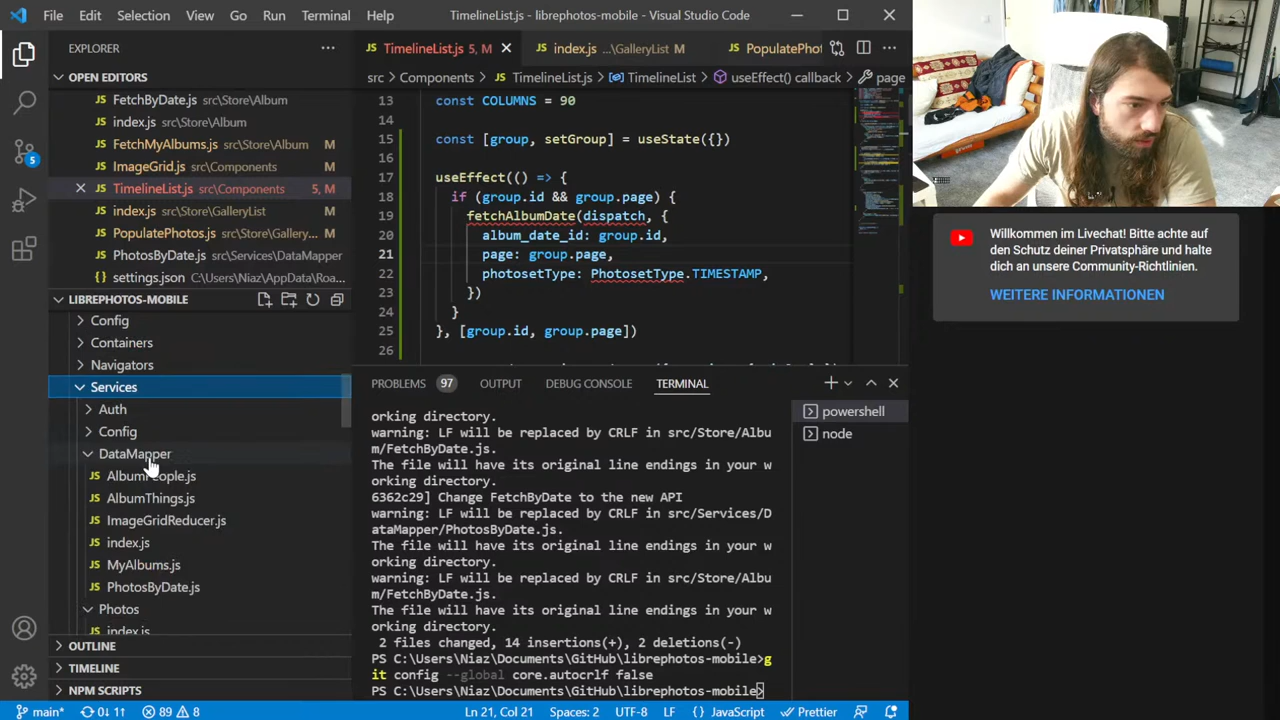 File Edit Selection View Go Run Terminal Help TimelineList.js - librephotos-mobile - Visual Studio Code
EXPLORER
OPEN EDITORS
FetchByDate.js src\Store\Album
index.js src\Store\Album
FetchMyAlbums.js src\Store\Album M
ImageGrid.js src\Components M
TimelineList.js src\Components 5, M
index.js src\Store\GalleryList M
PopulatePhotos.js src\Store\Gallery... M
PhotosByDate.js src\Services\DataMapper
settings.json C:\Users\Niaz\AppData\Roa...
LIBREPHOTOS-MOBILE
Config
Containers
Navigators
Services
Auth
Config
DataMapper
AlbumPeople.js
AlbumThings.js
ImageGridReducer.js
index.js
MyAlbums.js
PhotosByDate.js
Photos
index.js
OUTLINE
TIMELINE
NPM SCRIPTS
TimelineList.js 5, M index.js ...\GalleryList M PopulatePhot
src > Components > TimelineList.js > TimelineList > useEffect() callback > page
13 const COLUMNS = 90
14
15 const [group, setGroup] = useState({})
16
17 useEffect(() => {
18 if (group.id && group.page) {
19 fetchAlbumDate(dispatch, {
20 album_date_id: group.id,
21 page: group.page,
22 photosetType: PhotosetType.TIMESTAMP,
23 })
24 }
25 }, [group.id, group.page])
26
PROBLEMS 97 OUTPUT DEBUG CONSOLE TERMINAL
powershell
node
orking directory.
warning: LF will be replaced by CRLF in src/Store/Albu
m/FetchByDate.js.
The file will have its original line endings in your w
orking directory.
6362c29] Change FetchByDate to the new API
warning: LF will be replaced by CRLF in src/Services/D
ataMapper/PhotosByDate.js.
The file will have its original line endings in your w
orking directory.
warning: LF will be replaced by CRLF in src/Store/Albu
m/FetchByDate.js.
The file will have its original line endings in your w
orking directory.
2 files changed, 14 insertions(+), 2 deletions(-)
PS C:\Users\Niaz\Documents\GitHub\librephotos-mobile>g
it config --global core.autocrlf false
PS C:\Users\Niaz\Documents\GitHub\librephotos-mobile>
main* 0↓ 1↑ 89 8 Ln 21, Col 21 Spaces: 2 UTF-8 LF {} JavaScript Prettier
5
Willkommen im Livechat! Bitte achte auf
den Schutz deiner Privatsphäre und halte
dich an unsere Community-Richtlinien.
WEITERE INFORMATIONEN